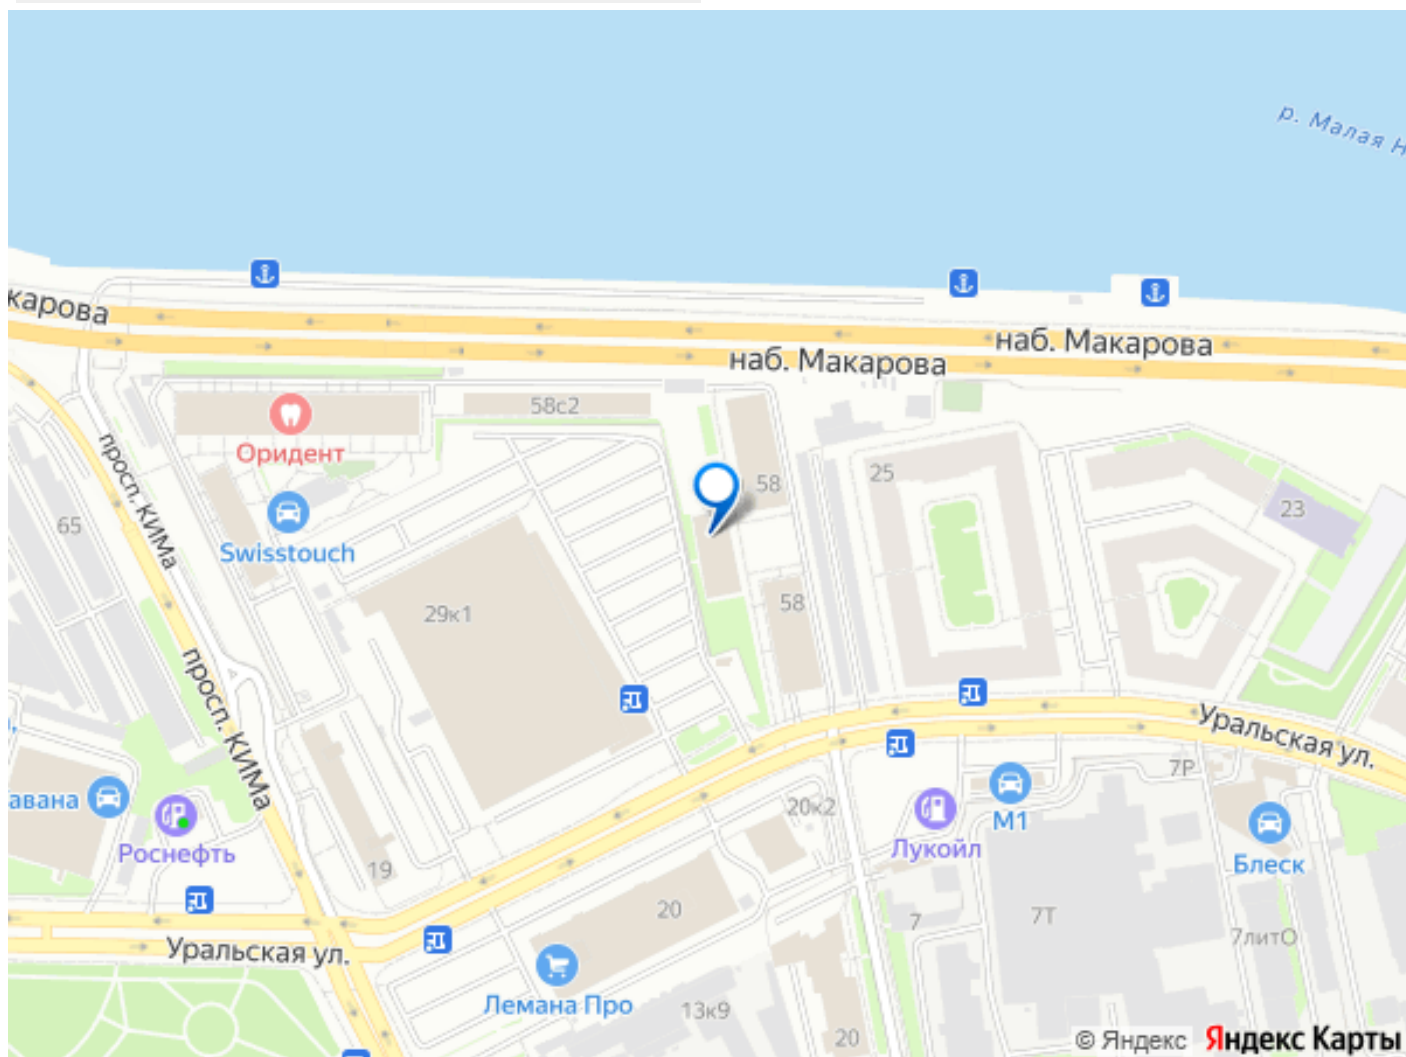 р. Малая Н
карова
наб. Макарова
наб. Макарова
58с2
Оридент
просп. КИМа
58
25
23
65
Swisstouch
29к1
58
просп. КИМа
Уральская ул.
7Р
авана
20к2
М1
Роснефть
Лукойл
Блеск
19
20
7
7Т
7литО
Уральская ул.
Лемана Про
13к9
20
© Яндекс Яндекс Карты